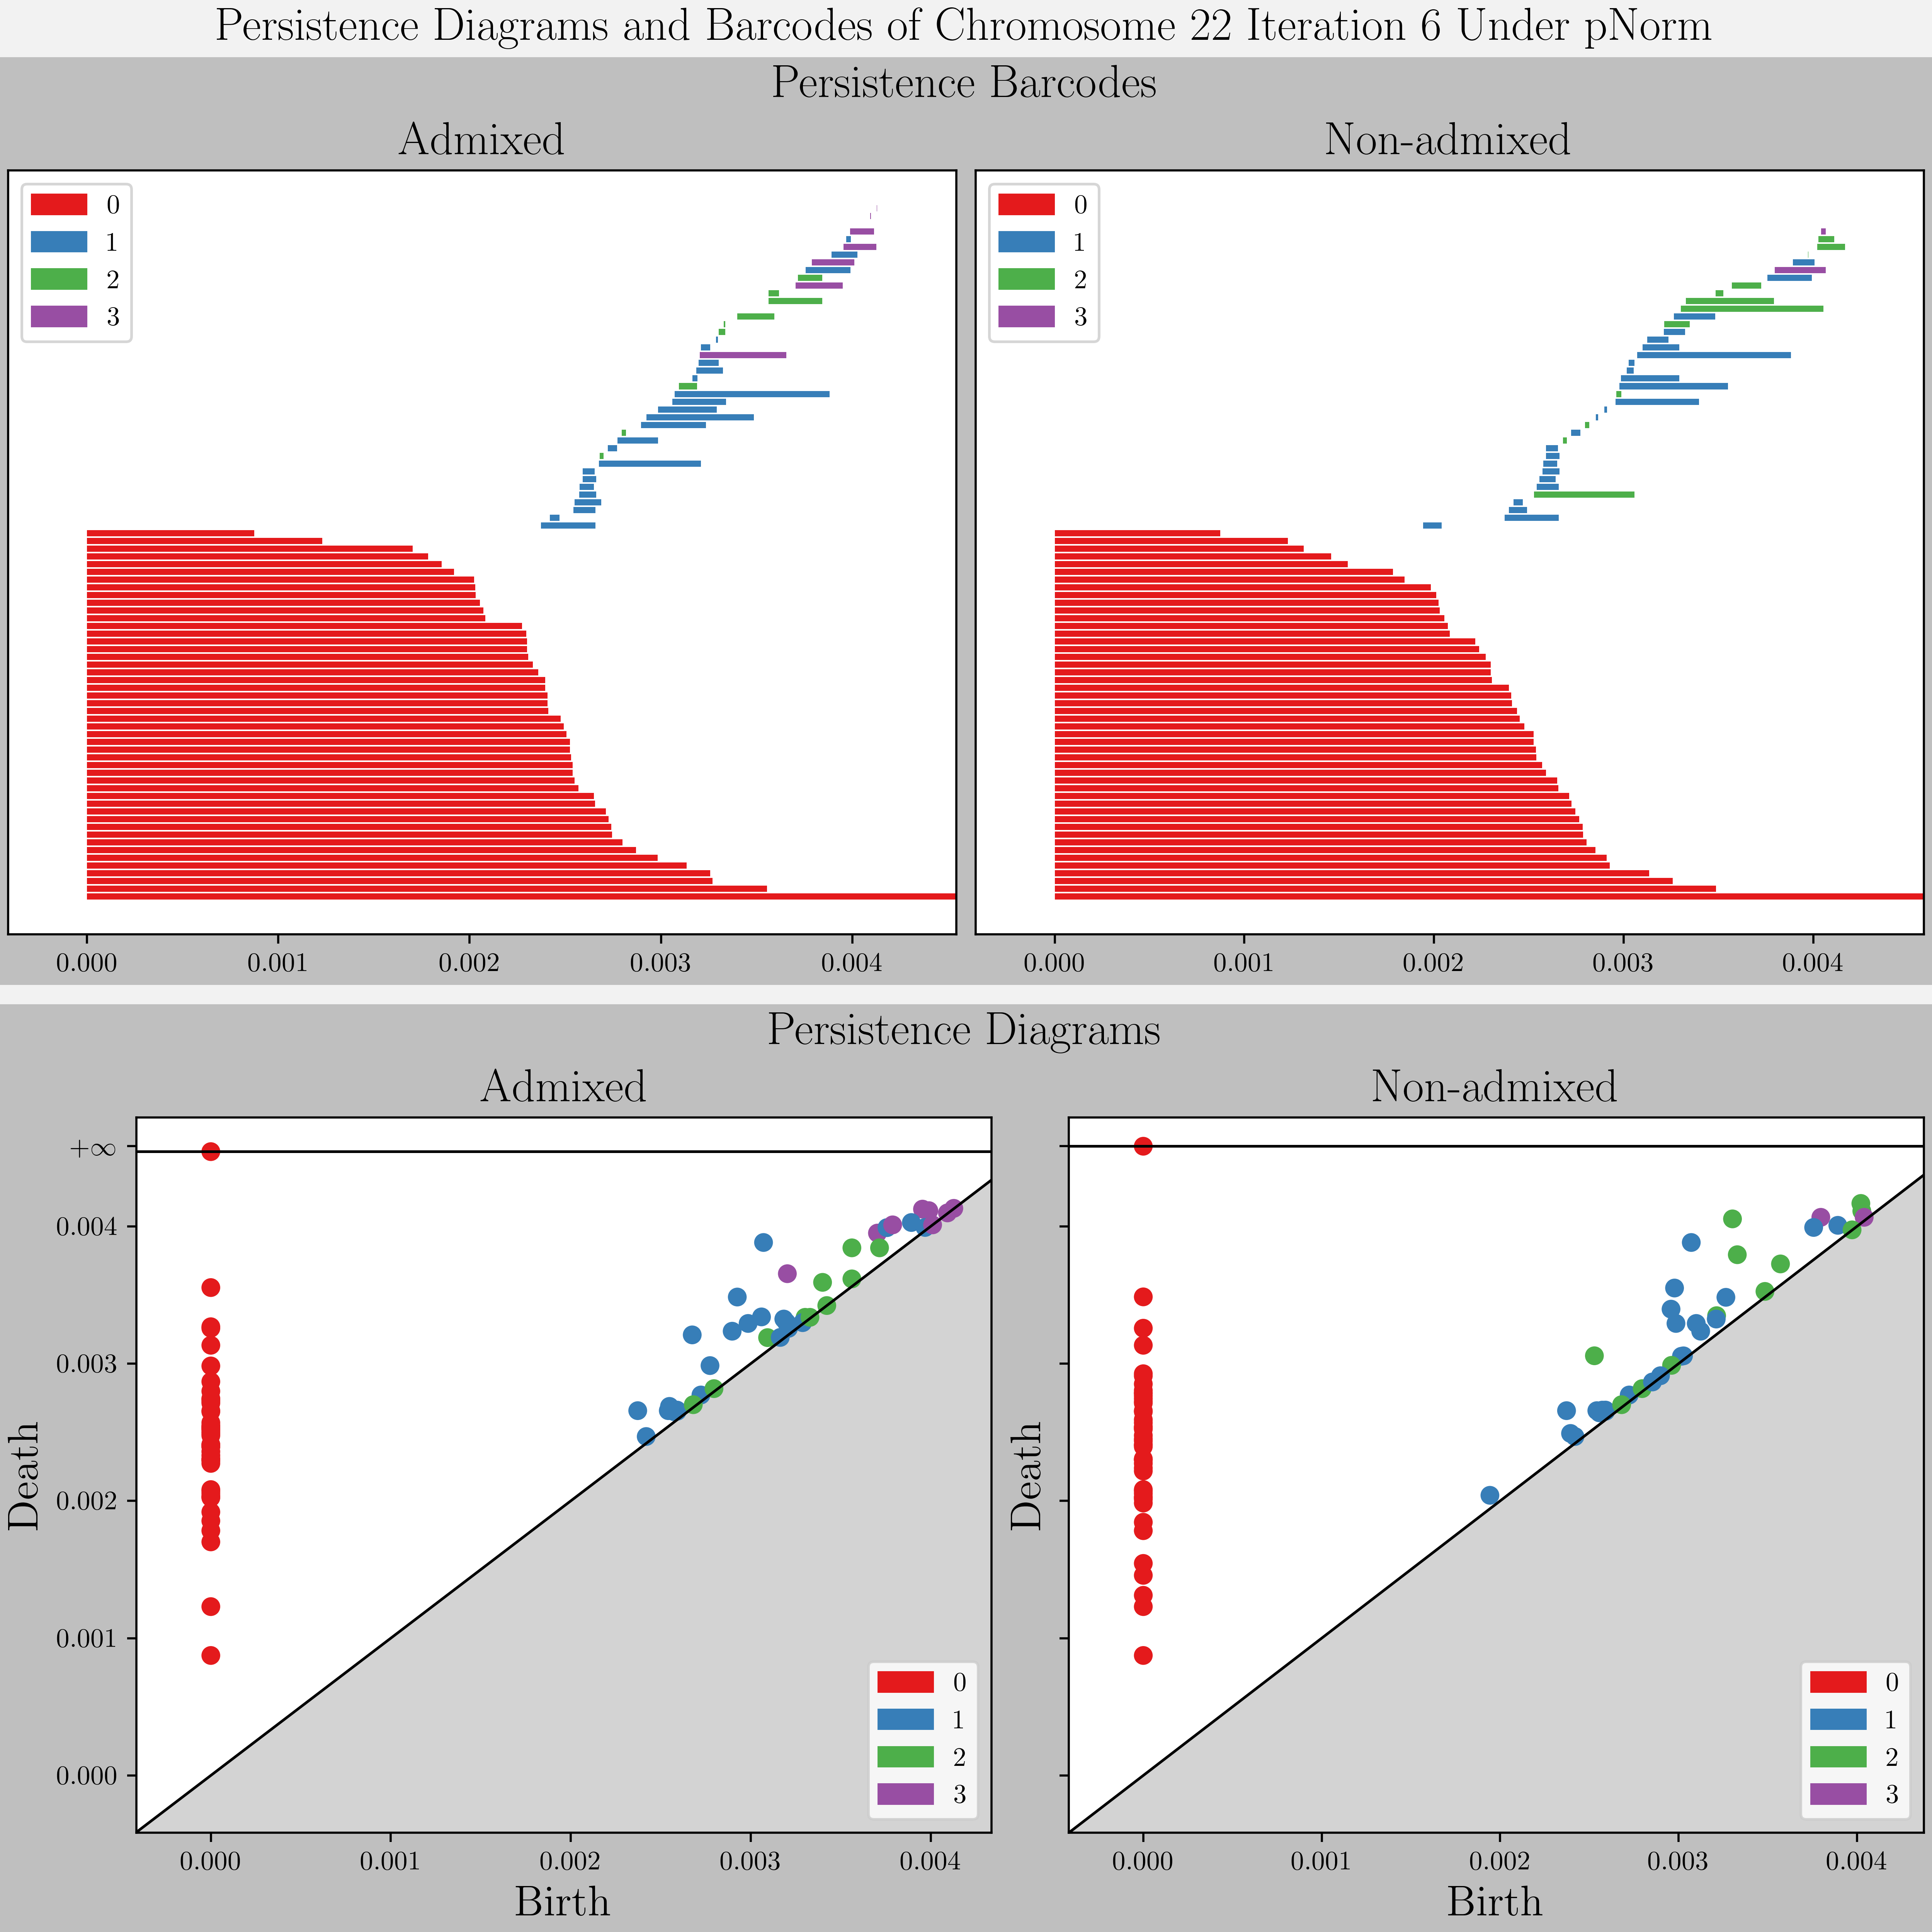 Persistence Diagrams and Barcodes of Chromosome 22 Iteration 6 Under pNorm
Persistence Barcodes
Admixed
0
1
2
3
0.000 0.001 0.002 0.003 0.004
Non-admixed
0
1
2
3
0.000 0.001 0.002 0.003 0.004
Persistence Diagrams
Admixed
Death
+∞
0.004
0.003
0.002
0.001
0.000
0
1
2
3
0.000 0.001 0.002 0.003 0.004
Birth
Non-admixed
Death
0
1
2
3
0.000 0.001 0.002 0.003 0.004
Birth